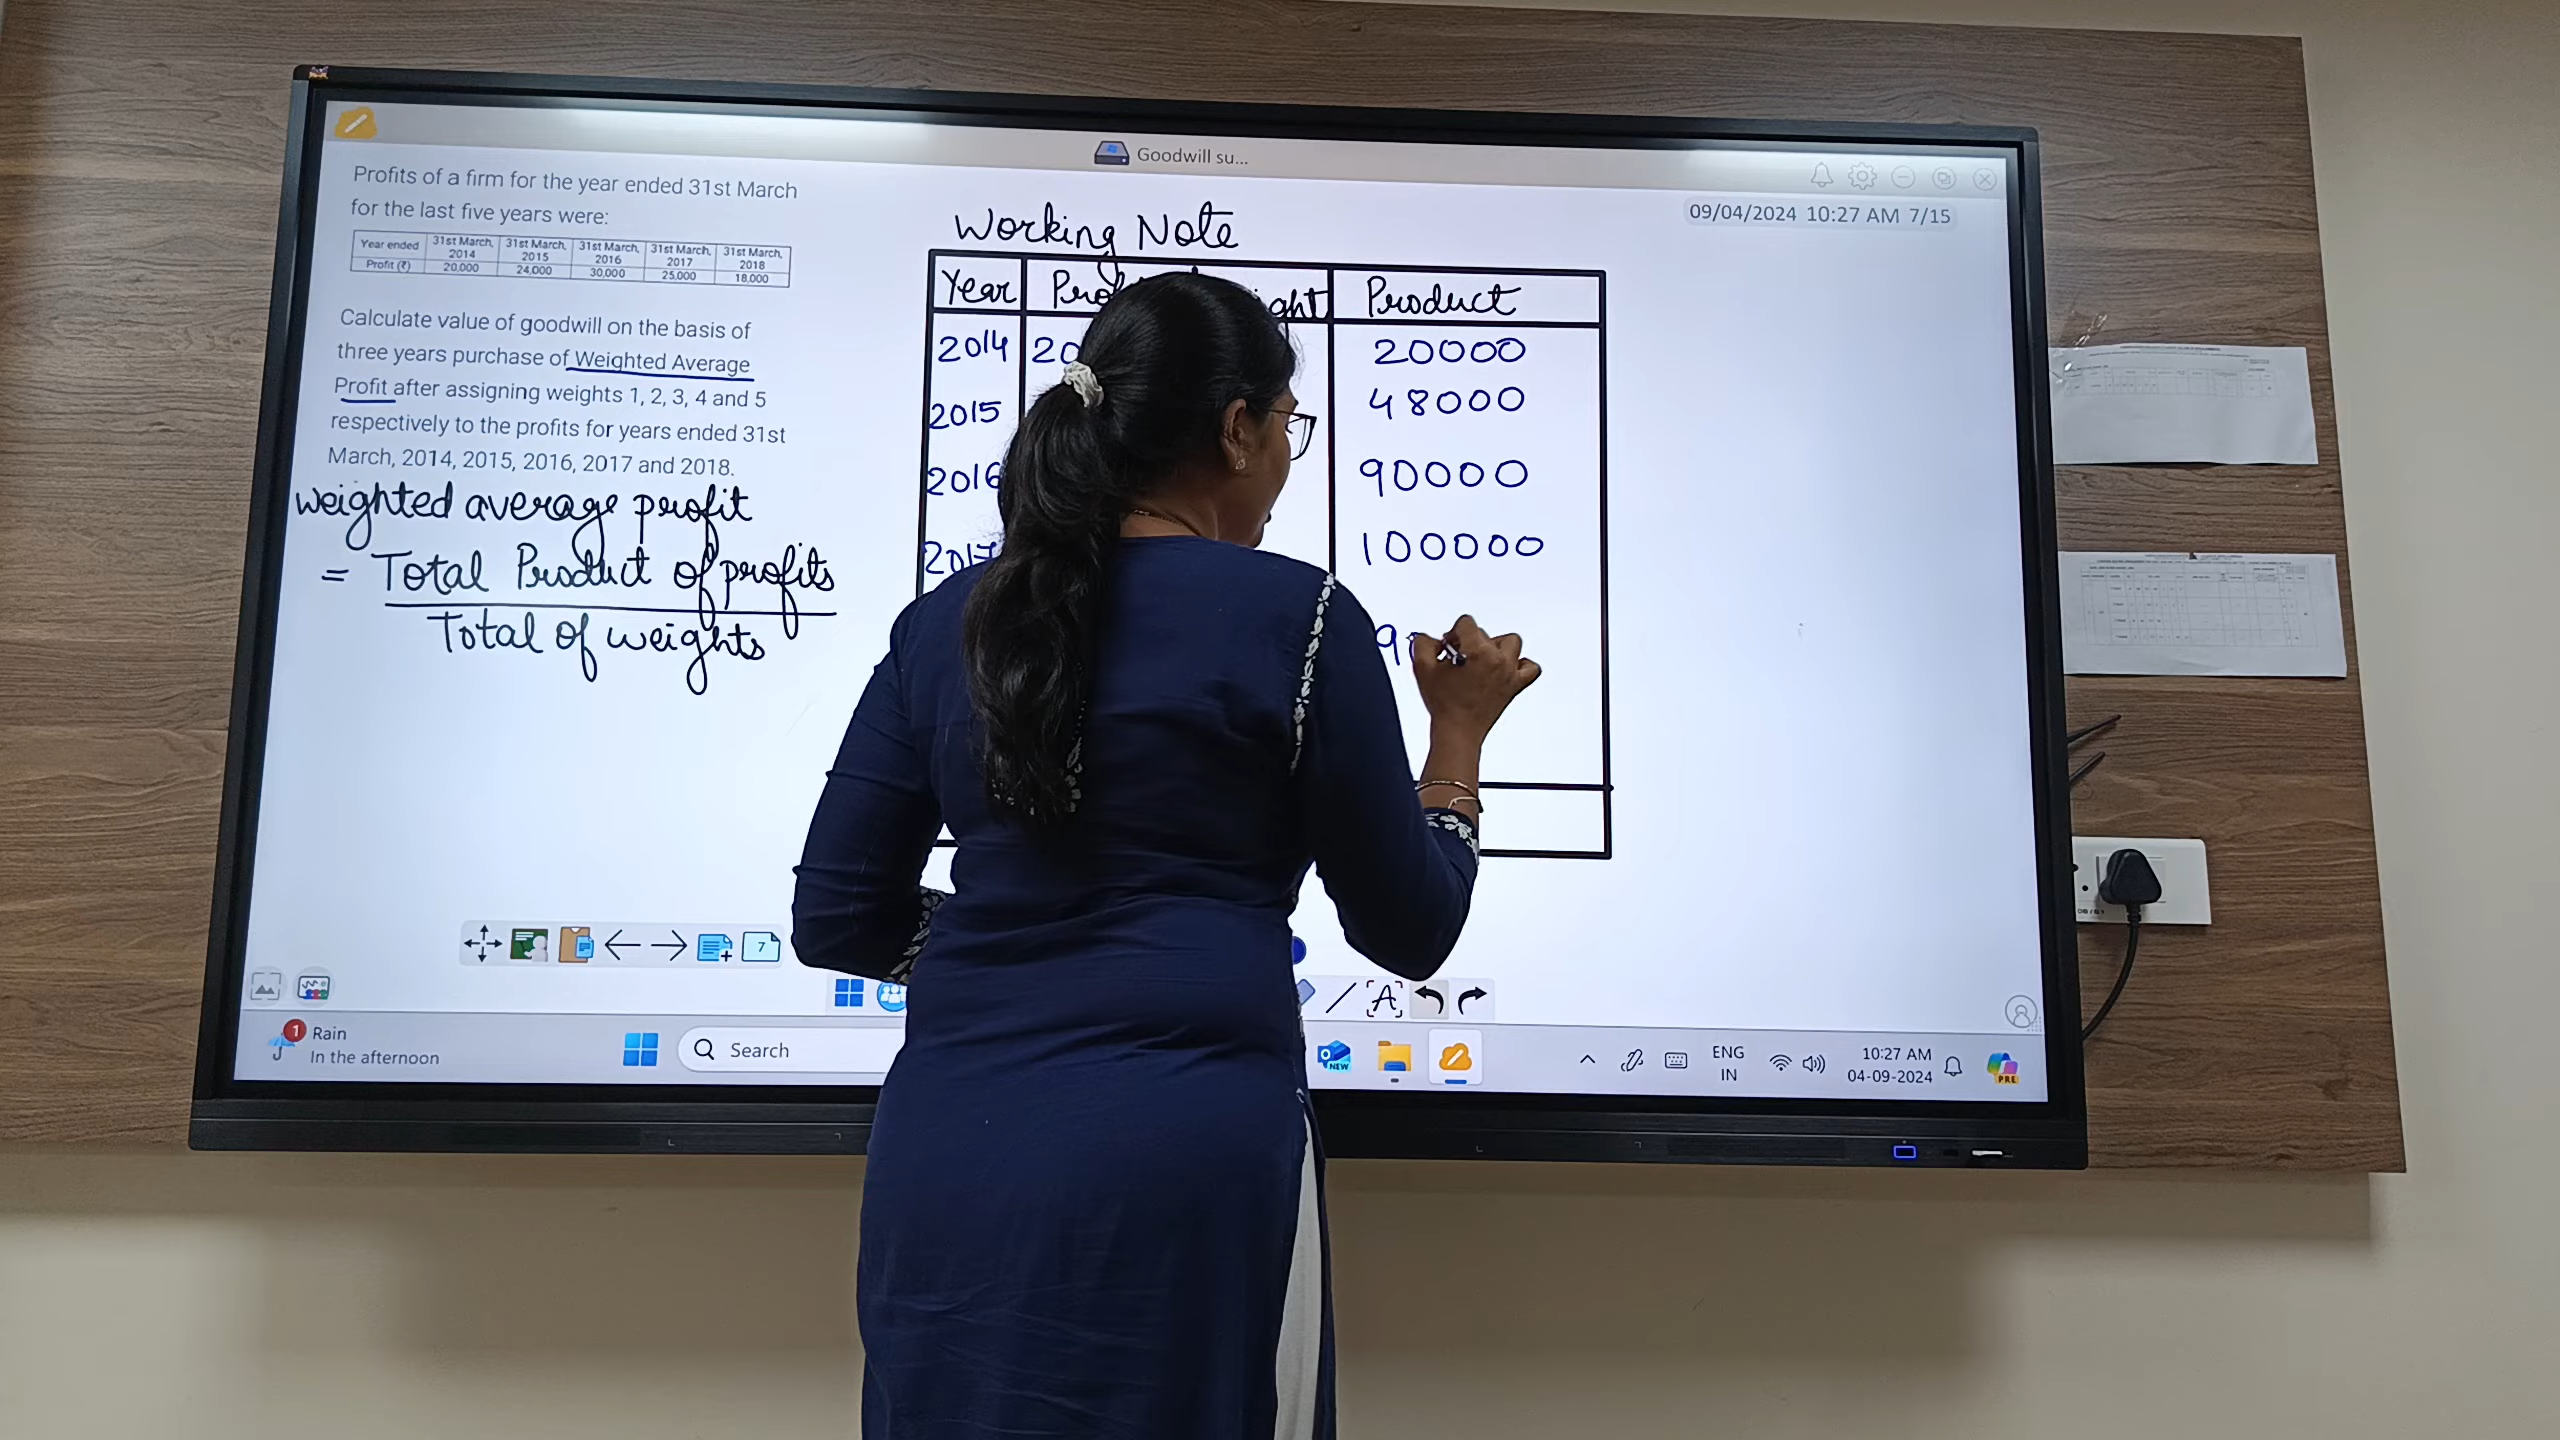 Goodwill su...
09/04/2024 10:27 AM 7/15
Profits of a firm for the year ended 31st March
for the last five years were:
Year ended 31st March, 2014 31st March, 2015 31st March, 2016 31st March, 2017 31st March, 2018
Profit (₹) 20,000 24,000 30,000 25,000 18,000
Calculate value of goodwill on the basis of
three years purchase of Weighted Average
Profit after assigning weights 1, 2, 3, 4 and 5
respectively to the profits for years ended 31st
March, 2014, 2015, 2016, 2017 and 2018.
weighted average profit
= Total Product of profits
Total of weights
Working Note
Year Product
2014 20000
2015 48000
2016 90000
2017 100000
7
A
1 Rain
In the afternoon
Search
NEW
ENG
IN
10:27 AM
04-09-2024
PRE